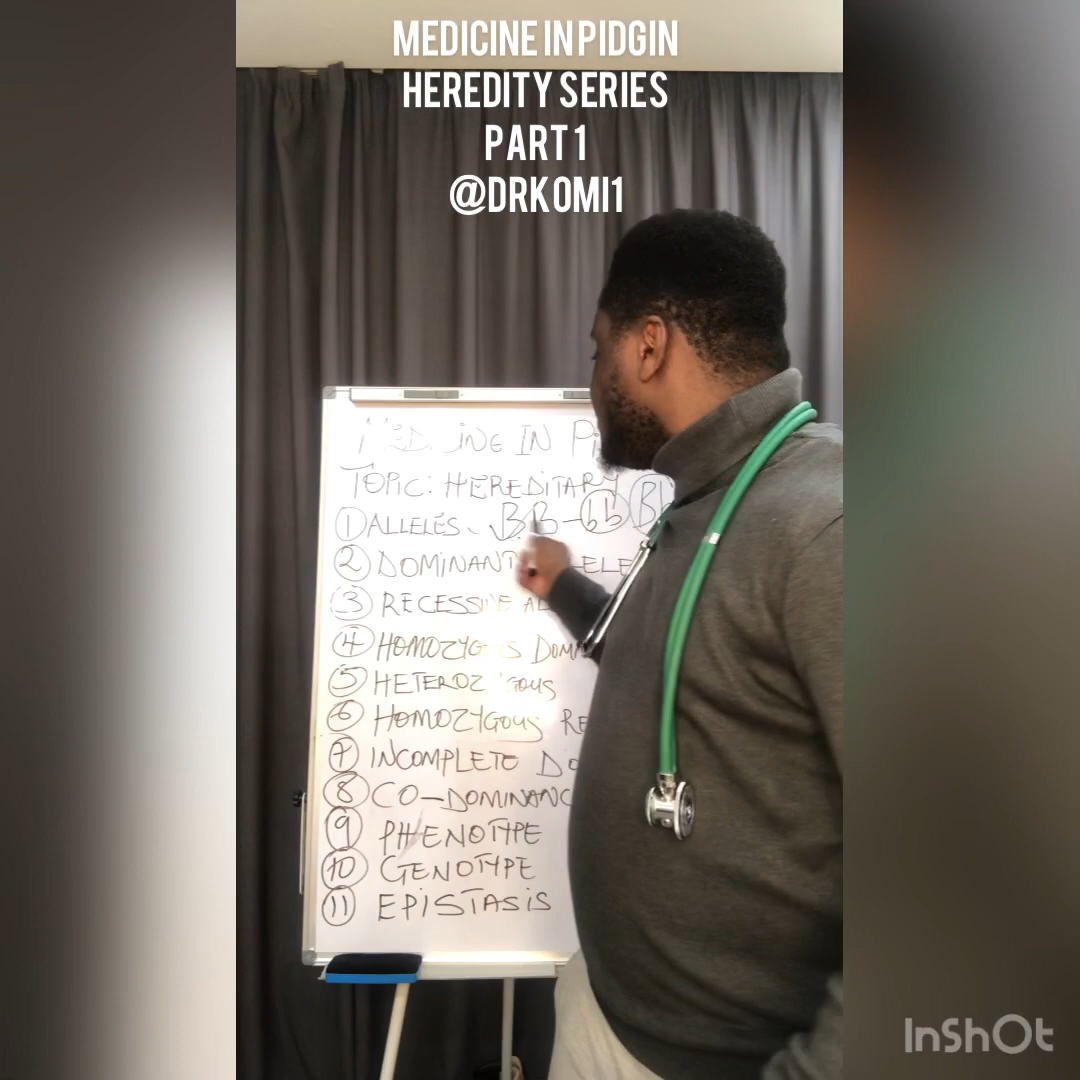 MEDICINE IN PIDGIN
HEREDITY SERIES
PART 1
@DRKOMI1
IN
TOPIC: HEREDITARY
1 ALLELES BB-bb
2 DOMINANT
3 RECESSIVE
4 HOMOZYGOUS
5 HETEROZYGOUS
6 HOMOZYGOUS
7 INCOMPLETE
8 CO-DOMINANC
9 PHENOTYPE
10 GENOTYPE
11 EPISTASIS
InShOt